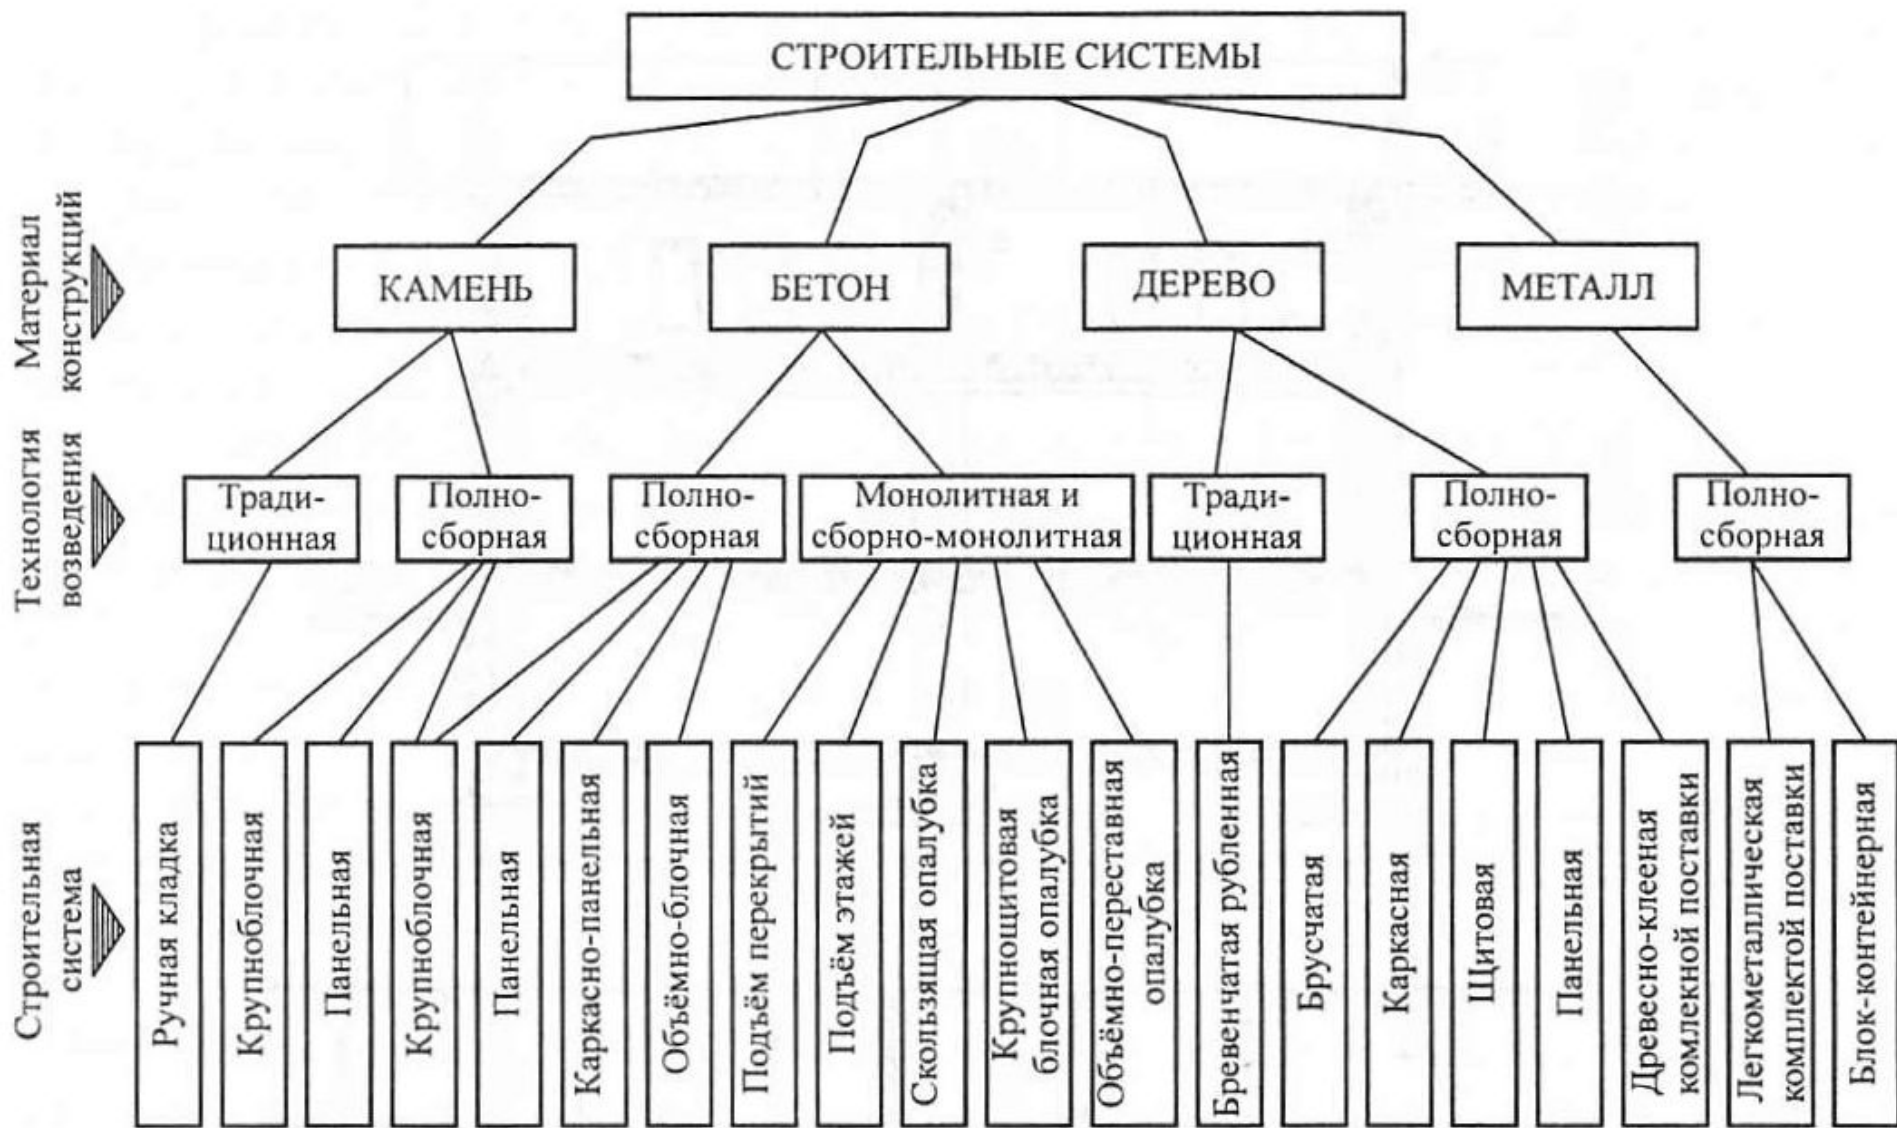 СТРОИТЕЛЬНЫЕ СИСТЕМЫ
Материал
конструкций
КАМЕНЬ
БЕТОН
ДЕРЕВО
МЕТАЛЛ
Технология
возведения
Тради-
ционная
Полно-
сборная
Полно-
сборная
Монолитная и
сборно-монолитная
Тради-
ционная
Полно-
сборная
Полно-
сборная
Строительная
система
Ручная кладка
Крупноблочная
Панельная
Крупноблочная
Панельная
Каркасно-панельная
Объёмно-блочная
Подъём перекрытий
Подъём этажей
Скользящая опалубка
Крупнощитовая
блочная опалубка
Объёмно-переставная
опалубка
Бревенчатая рубленная
Брусчатая
Каркасная
Щитовая
Панельная
Древесно-клееная
комлекной поставки
Легкометаллическая
комплектой поставки
Блок-контейнерная